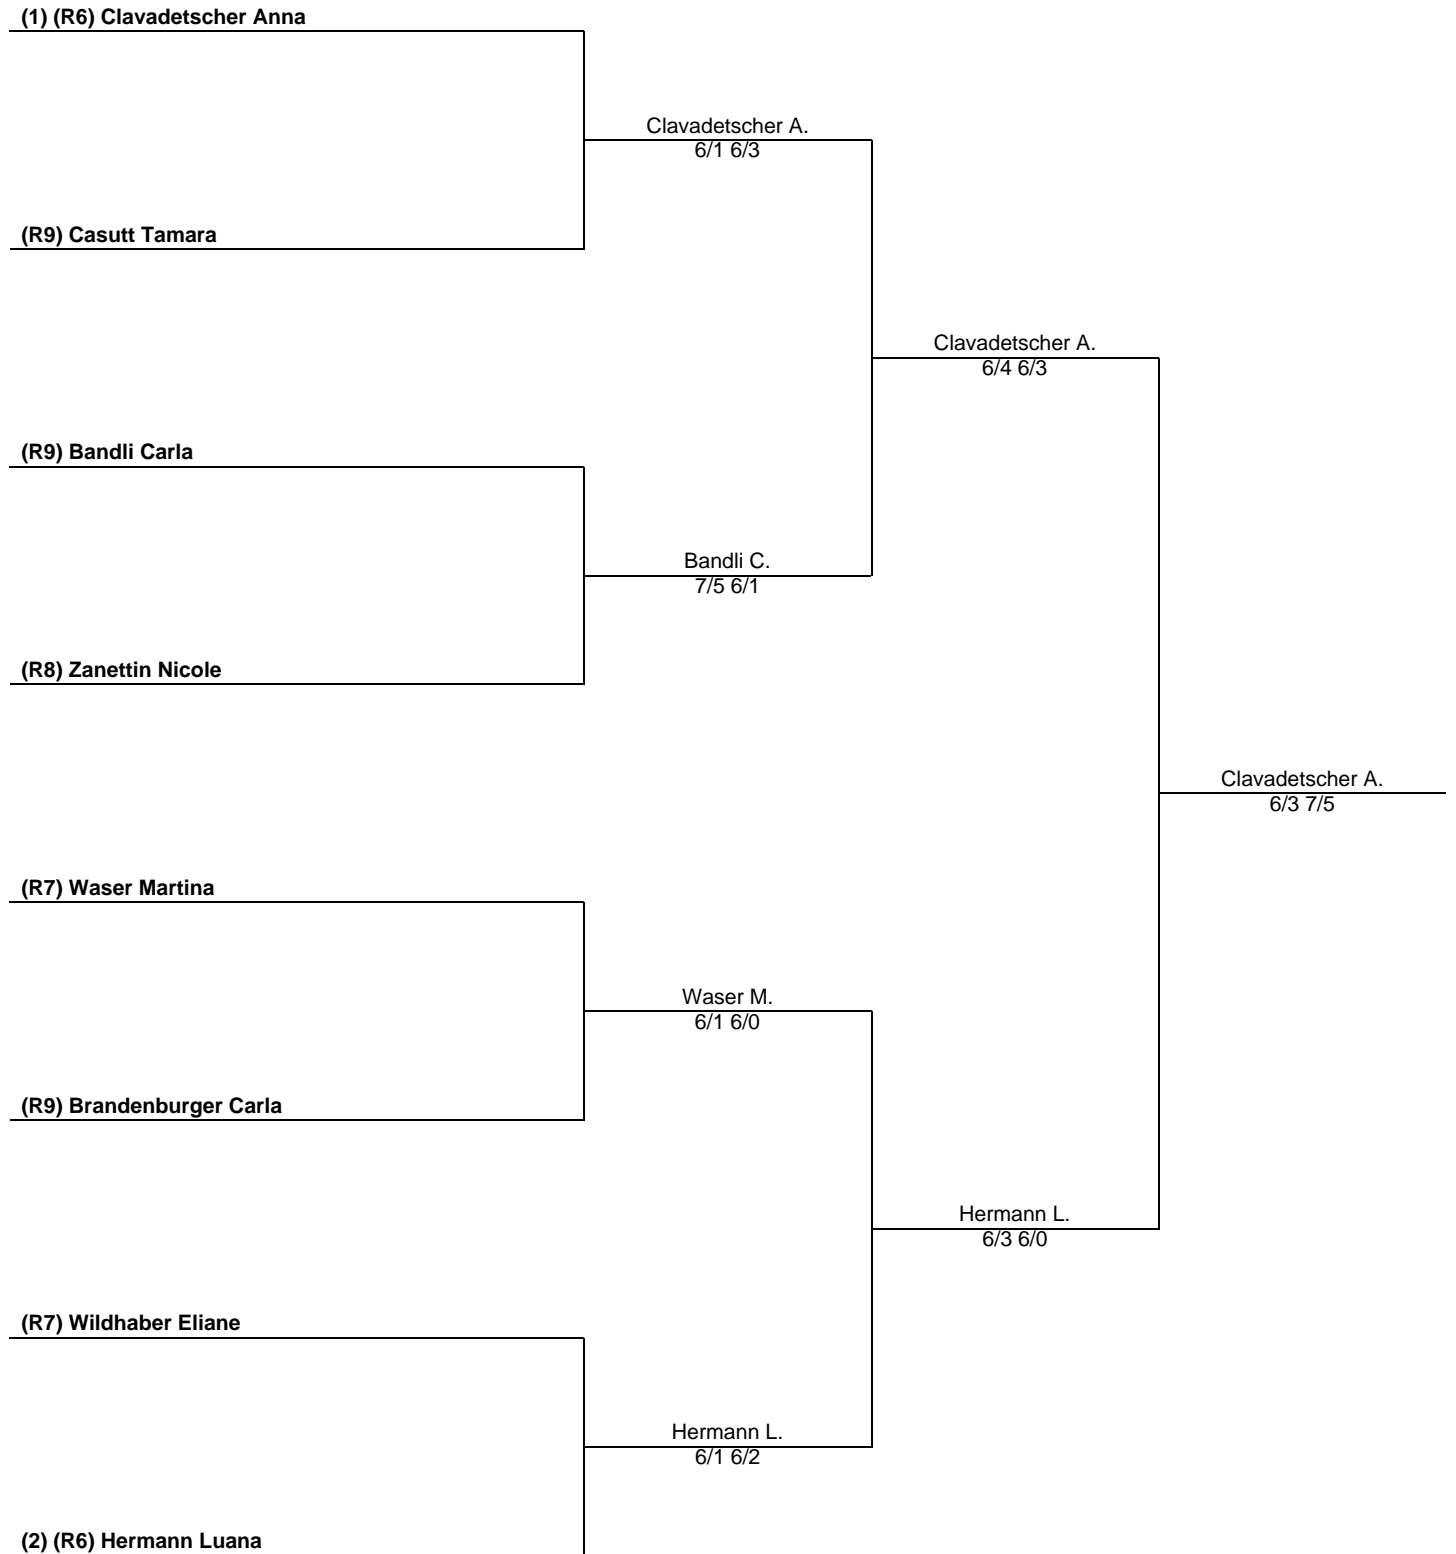 (1) (R6) Clavadetscher Anna
Clavadetscher A.
6/1 6/3
(R9) Casutt Tamara
Clavadetscher A.
6/4 6/3
(R9) Bandli Carla
Bandli C.
7/5 6/1
(R8) Zanettin Nicole
Clavadetscher A.
6/3 7/5
(R7) Waser Martina
Waser M.
6/1 6/0
(R9) Brandenburger Carla
Hermann L.
6/3 6/0
(R7) Wildhaber Eliane
Hermann L.
6/1 6/2
(2) (R6) Hermann Luana